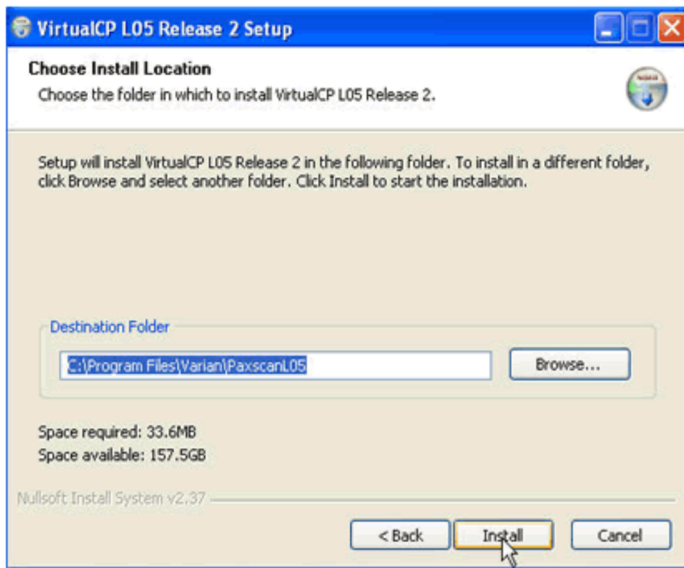 VirtualCP L05 Release 2 Setup
Choose Install Location
Choose the folder in which to install VirtualCP L05 Release 2.
Setup will install VirtualCP L05 Release 2 in the following folder. To install in a different folder,
click Browse and select another folder. Click Install to start the installation.
Destination Folder
C:\Program Files\Varian\PaxscanL05
Browse...
Space required: 33.6MB
Space available: 157.5GB
Nullsoft Install System v2.37
< Back
Install
Cancel